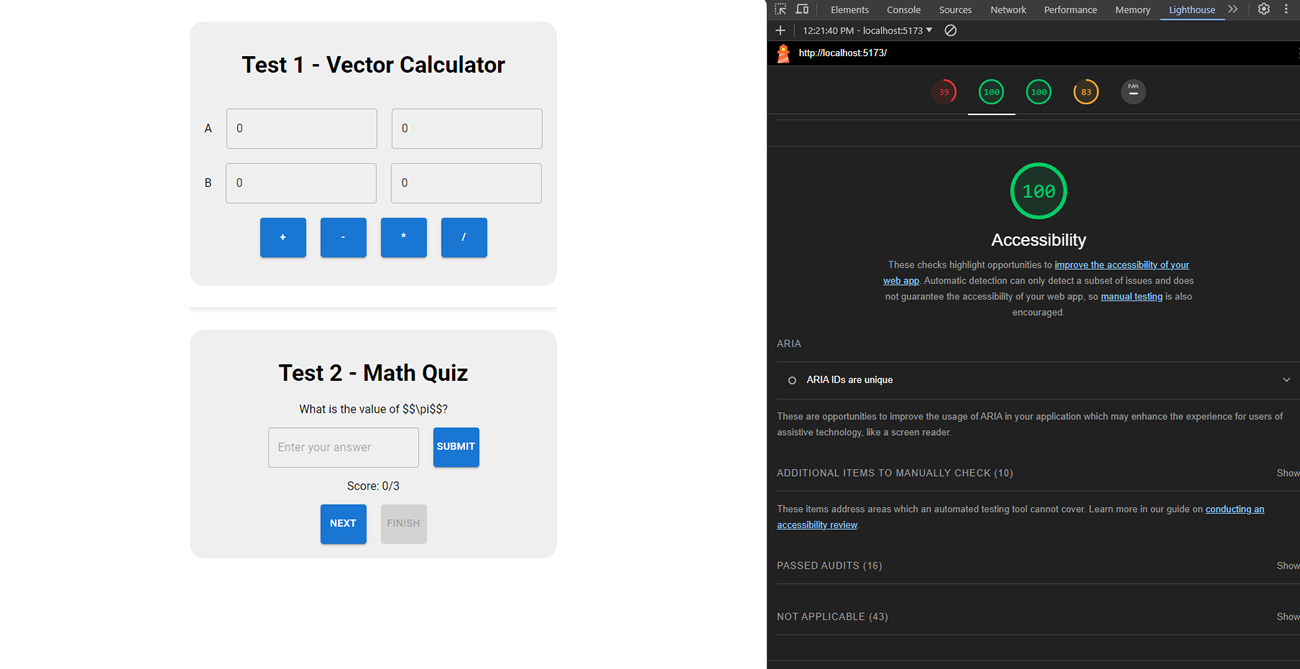 Test 1 - Vector Calculator
A 0 0
B 0 0
+ - * /
Test 2 - Math Quiz
What is the value of $$\pi$$?
Enter your answer SUBMIT
Score: 0/3
NEXT FINISH
Elements Console Sources Network Performance Memory Lighthouse
12:21:40 PM - localhost:5173
http://localhost:5173/
39 100 100 83 PWA
100
Accessibility
These checks highlight opportunities to improve the accessibility of your
web app. Automatic detection can only detect a subset of issues and does
not guarantee the accessibility of your web app, so manual testing is also
encouraged.
ARIA
ARIA IDs are unique
These are opportunities to improve the usage of ARIA in your application which may enhance the experience for users of
assistive technology, like a screen reader.
ADDITIONAL ITEMS TO MANUALLY CHECK (10) Show
These items address areas which an automated testing tool cannot cover. Learn more in our guide on conducting an
accessibility review.
PASSED AUDITS (16) Show
NOT APPLICABLE (43) Show